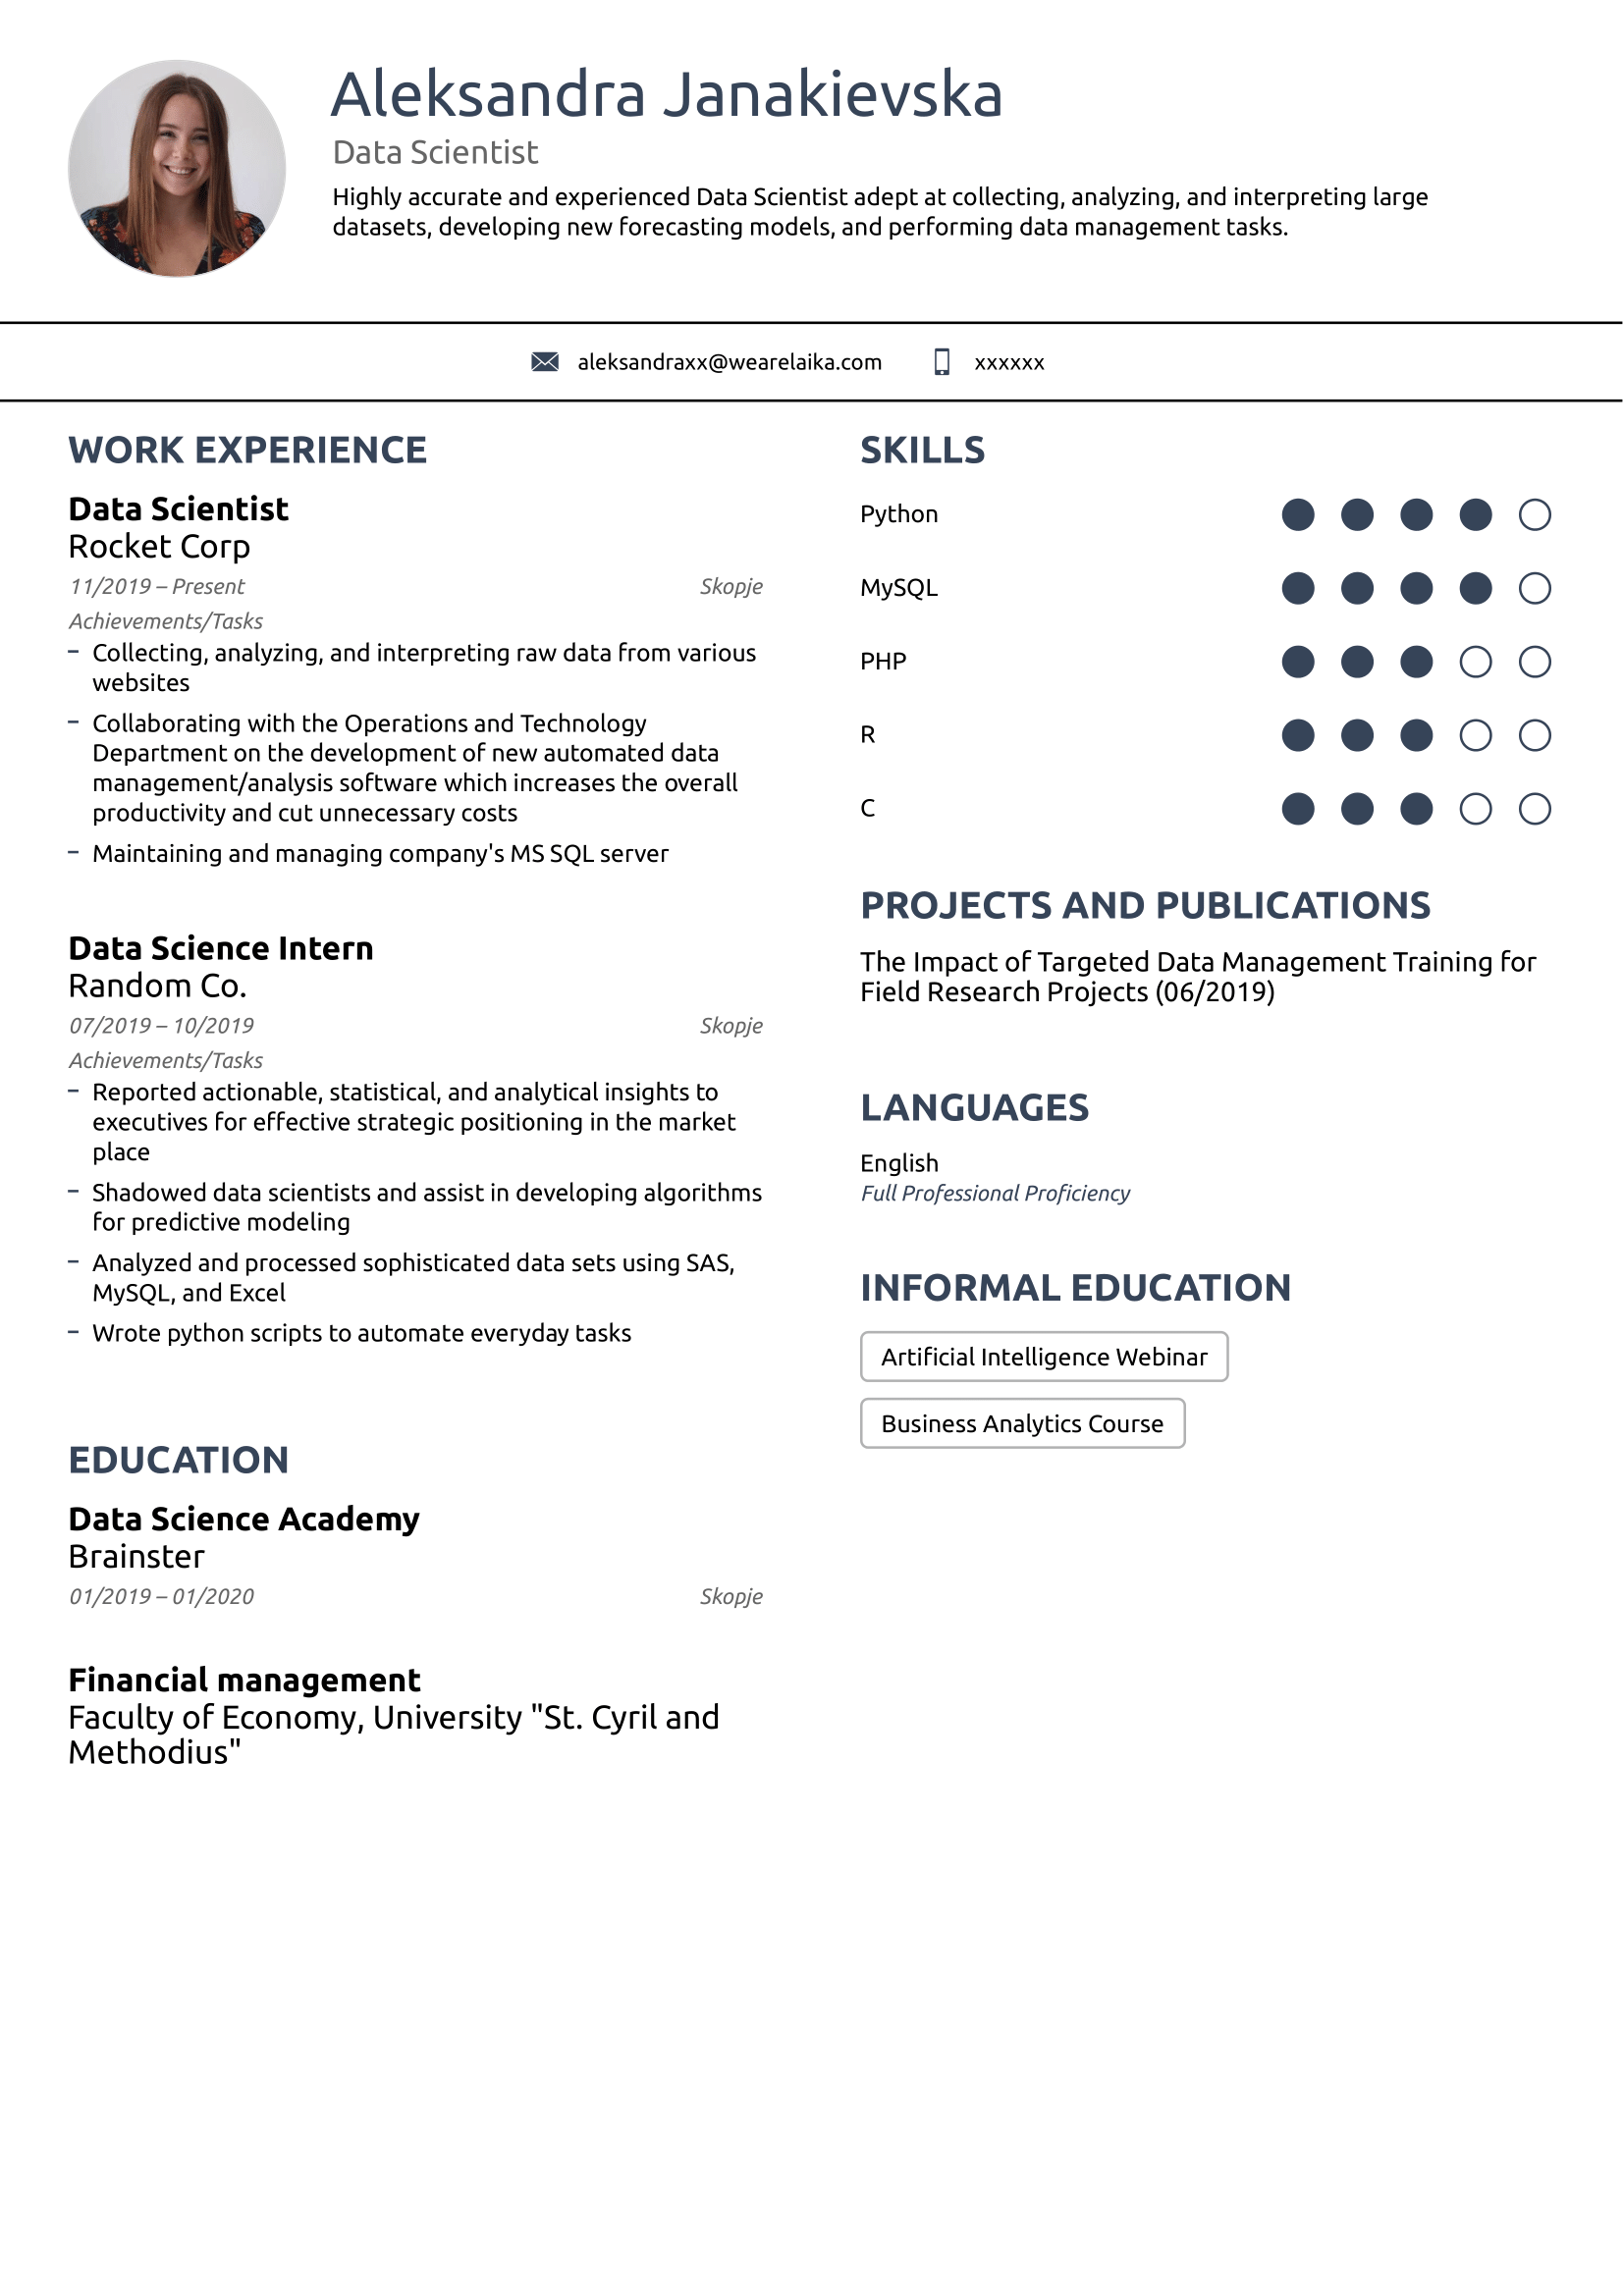 Aleksandra Janakievska
Data Scientist
Highly accurate and experienced Data Scientist adept at collecting, analyzing, and interpreting large
datasets, developing new forecasting models, and performing data management tasks.
aleksandraxx@wearelaika.com
xxxxxx
WORK EXPERIENCE
Data Scientist
Rocket Corp
11/2019 – Present
Skopje
Achievements/Tasks
– Collecting, analyzing, and interpreting raw data from various
websites
– Collaborating with the Operations and Technology
Department on the development of new automated data
management/analysis software which increases the overall
productivity and cut unnecessary costs
– Maintaining and managing company's MS SQL server
Data Science Intern
Random Co.
07/2019 – 10/2019
Skopje
Achievements/Tasks
– Reported actionable, statistical, and analytical insights to
executives for effective strategic positioning in the market
place
– Shadowed data scientists and assist in developing algorithms
for predictive modeling
– Analyzed and processed sophisticated data sets using SAS,
MySQL, and Excel
– Wrote python scripts to automate everyday tasks
EDUCATION
Data Science Academy
Brainster
01/2019 – 01/2020
Skopje
Financial management
Faculty of Economy, University "St. Cyril and
Methodius"
SKILLS
Python
MySQL
PHP
R
C
PROJECTS AND PUBLICATIONS
The Impact of Targeted Data Management Training for
Field Research Projects (06/2019)
LANGUAGES
English
Full Professional Proficiency
INFORMAL EDUCATION
Artificial Intelligence Webinar
Business Analytics Course